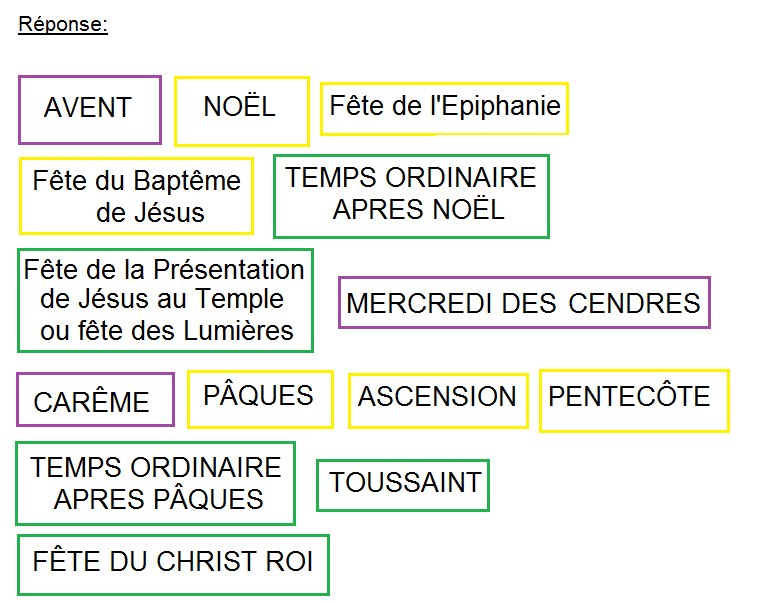 Réponse:
AVENT
NOËL
Fête de l'Epiphanie
Fête du Baptême
de Jésus
TEMPS ORDINAIRE
APRES NOËL
Fête de la Présentation
de Jésus au Temple
ou fête des Lumières
MERCREDI DES CENDRES
CARÊME
PÂQUES
ASCENSION
PENTECÔTE
TEMPS ORDINAIRE
APRES PÂQUES
TOUSSAINT
FÊTE DU CHRIST ROI